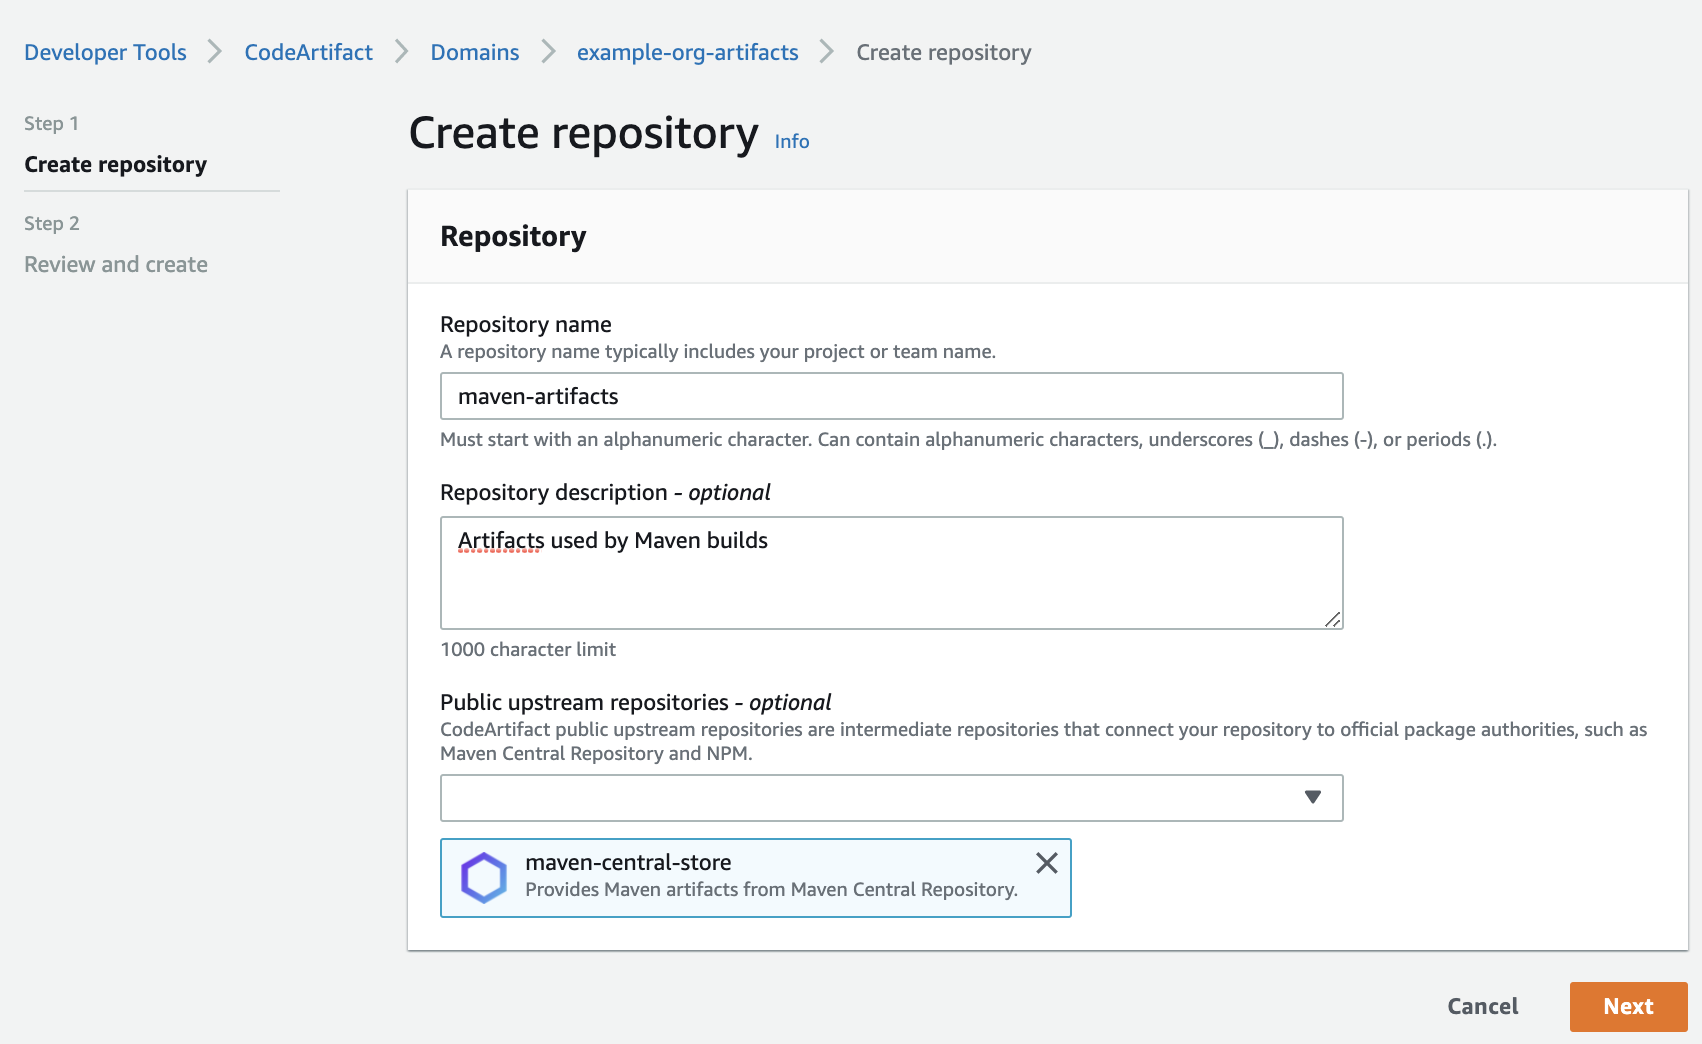 Developer Tools > CodeArtifact > Domains > example-org-artifacts > Create repository
Step 1
Create repository
Step 2
Review and create
Create repository Info
Repository
Repository name
A repository name typically includes your project or team name.
maven-artifacts
Must start with an alphanumeric character. Can contain alphanumeric characters, underscores (_), dashes (-), or periods (.).
Repository description - optional
Artifacts used by Maven builds
1000 character limit
Public upstream repositories - optional
CodeArtifact public upstream repositories are intermediate repositories that connect your repository to official package authorities, such as
Maven Central Repository and NPM.
maven-central-store
Provides Maven artifacts from Maven Central Repository.
Cancel
Next